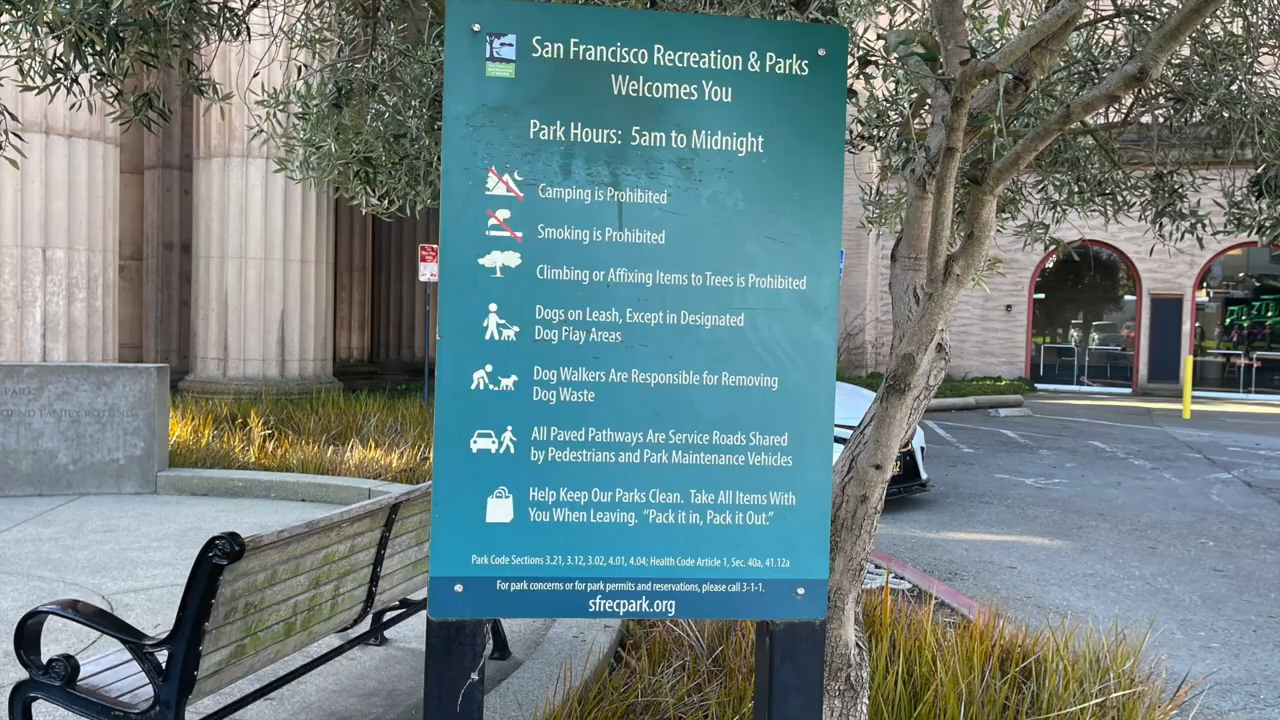 San Francisco Recreation & Parks
Welcomes You
Park Hours: 5am to Midnight
Camping is Prohibited
Smoking is Prohibited
Climbing or Affixing Items to Trees is Prohibited
Dogs on Leash, Except in Designated
Dog Play Areas
Dog Walkers Are Responsible for Removing
Dog Waste
All Paved Pathways Are Service Roads Shared
by Pedestrians and Park Maintenance Vehicles
Help Keep Our Parks Clean. Take All Items With
You When Leaving. “Pack it in, Pack it Out.”
Park Code Sections 3.21, 3.12, 3.02, 4.01, 4.04; Health Code Article 1, Sec. 40a, 41.12a
For park concerns or for park permits and reservations, please call 3-1-1.
sfrecpark.org
PARK
FAMILY ROTUNDA